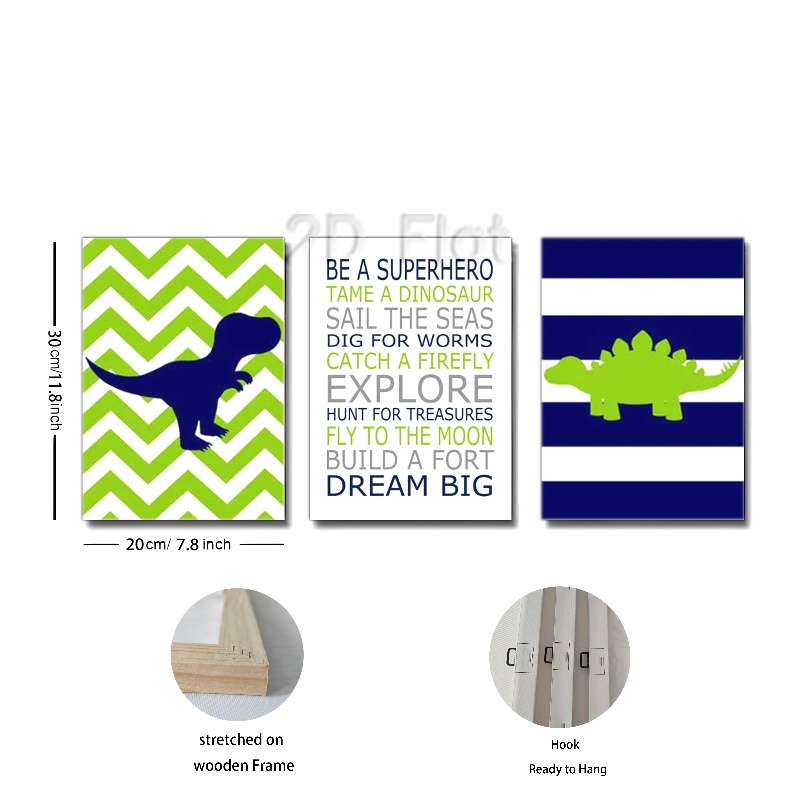 2D Flat
BE A SUPERHERO
TAME A DINOSAUR
SAIL THE SEAS
DIG FOR WORMS
CATCH A FIREFLY
EXPLORE
HUNT FOR TREASURES
FLY TO THE MOON
BUILD A FORT
DREAM BIG
30cm/11.8inch
20cm/ 7.8 inch
stretched on
wooden Frame
Hook
Ready to Hang